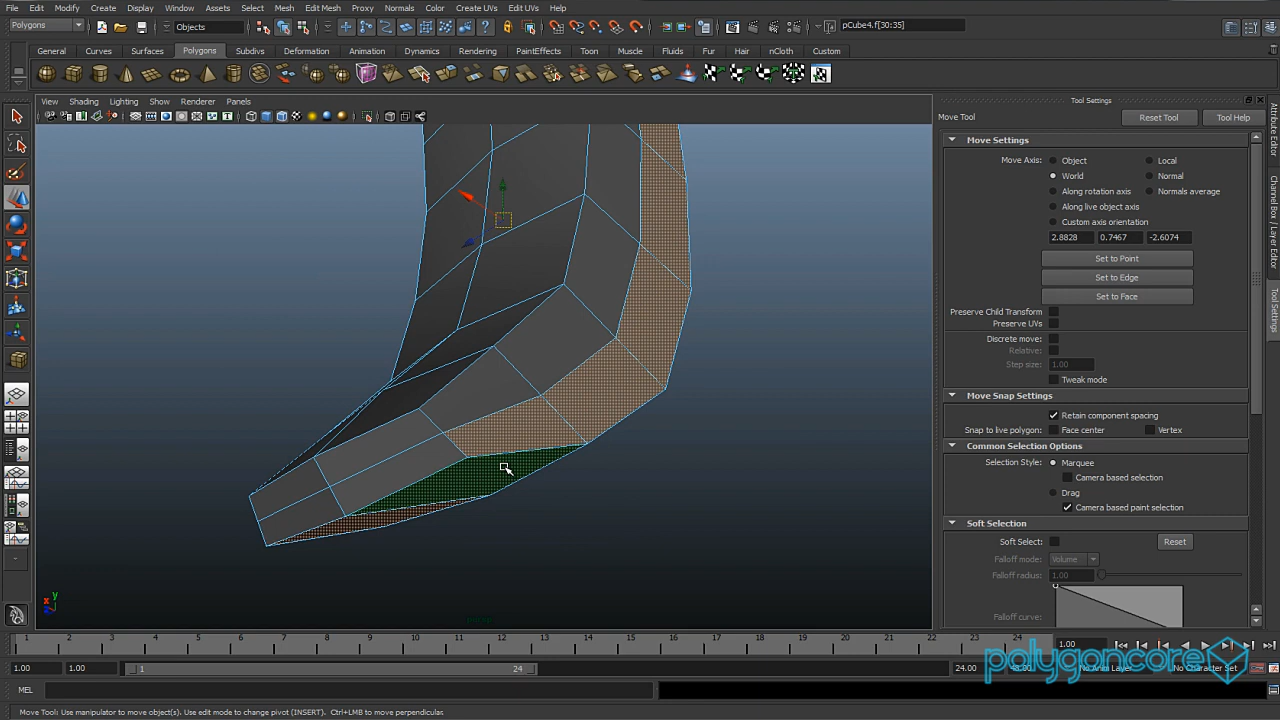 File Edit Modify Create Display Window Assets Select Mesh Edit Mesh Proxy Normals Color Create UVs Edit UVs Help
Polygons Objects pCube4.f[30:35]
General Curves Surfaces Polygons Subdivs Deformation Animation Dynamics Rendering PaintEffects Toon Muscle Fluids Fur Hair nCloth Custom
View Shading Lighting Show Renderer Panels
Tool Settings
Move Tool Reset Tool Tool Help
Move Settings
Move Axis: Object Local
World Normal
Along rotation axis Normals average
Along live object axis
Custom axis orientation
2.8828 0.7467 -2.6074
Set to Point
Set to Edge
Set to Face
Preserve Child Transform
Preserve UVs
Discrete move:
Relative:
Step size: 1.00
Tweak mode
Move Snap Settings
Retain component spacing
Snap to live polygon: Face center Vertex
Common Selection Options
Selection Style: Marquee
Camera based selection
Drag
Camera based paint selection
Soft Selection
Soft Select: Reset
Falloff mode: Volume
Falloff radius: 1.00
Falloff curve:
Attribute Editor
Channel Box / Layer Editor
Tool Settings
y
x
1 2 3 4 5 6 7 8 9 10 11 12 13 14 15 16 17 18 19 20 21 22 23 24 1.00
1.00 1.00 1 24 24.00 48.00 No Anim Layer No Character Set
polygoncore
MEL
Move Tool: Use manipulator to move object(s). Use edit mode to change pivot (INSERT). Ctrl+LMB to move perpendicular.